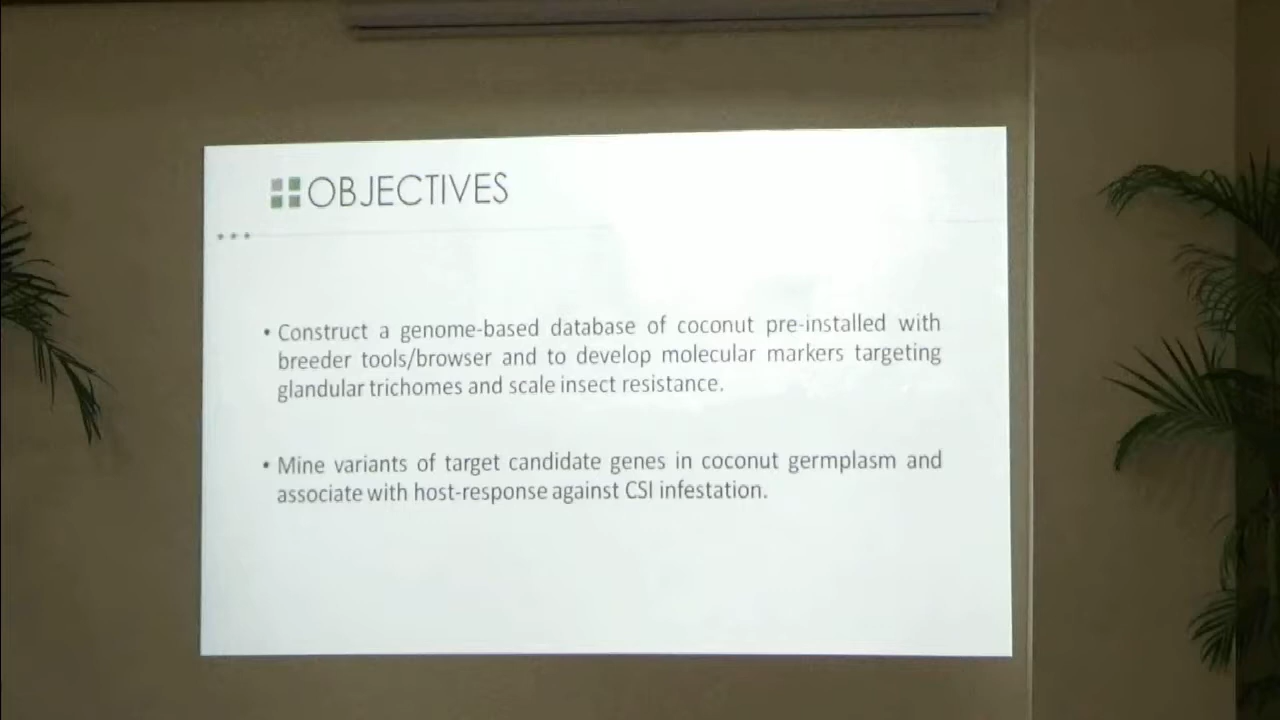 OBJECTIVES
• Construct a genome-based database of coconut pre-installed with
breeder tools/browser and to develop molecular markers targeting
glandular trichomes and scale insect resistance.
• Mine variants of target candidate genes in coconut germplasm and
associate with host-response against CSI infestation.